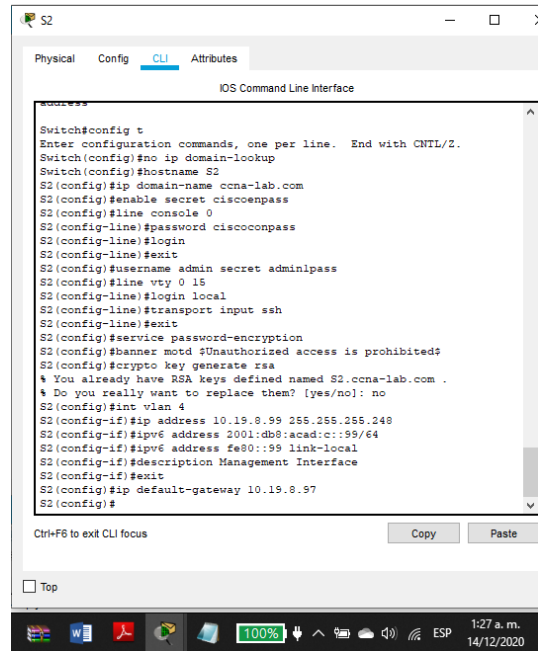 S2
Physical Config CLI Attributes
IOS Command Line Interface
address
Switch#config t
Enter configuration commands, one per line. End with CNTL/Z.
Switch(config)#no ip domain-lookup
Switch(config)#hostname S2
S2(config)#ip domain-name ccna-lab.com
S2(config)#enable secret ciscoenpass
S2(config)#line console 0
S2(config-line)#password ciscoconpass
S2(config-line)#login
S2(config-line)#exit
S2(config)#username admin secret admin1pass
S2(config)#line vty 0 15
S2(config-line)#login local
S2(config-line)#transport input ssh
S2(config-line)#exit
S2(config)#service password-encryption
S2(config)#banner motd $Unauthorized access is prohibited$
S2(config)#crypto key generate rsa
% You already have RSA keys defined named S2.ccna-lab.com .
% Do you really want to replace them? [yes/no]: no
S2(config)#int vlan 4
S2(config-if)#ip address 10.19.8.99 255.255.255.248
S2(config-if)#ipv6 address 2001:db8:acad:c::99/64
S2(config-if)#ipv6 address fe80::99 link-local
S2(config-if)#description Management Interface
S2(config-if)#exit
S2(config)#ip default-gateway 10.19.8.97
S2(config)#
Ctrl+F6 to exit CLI focus Copy Paste
Top
100% ESP 1:27 a. m.
14/12/2020